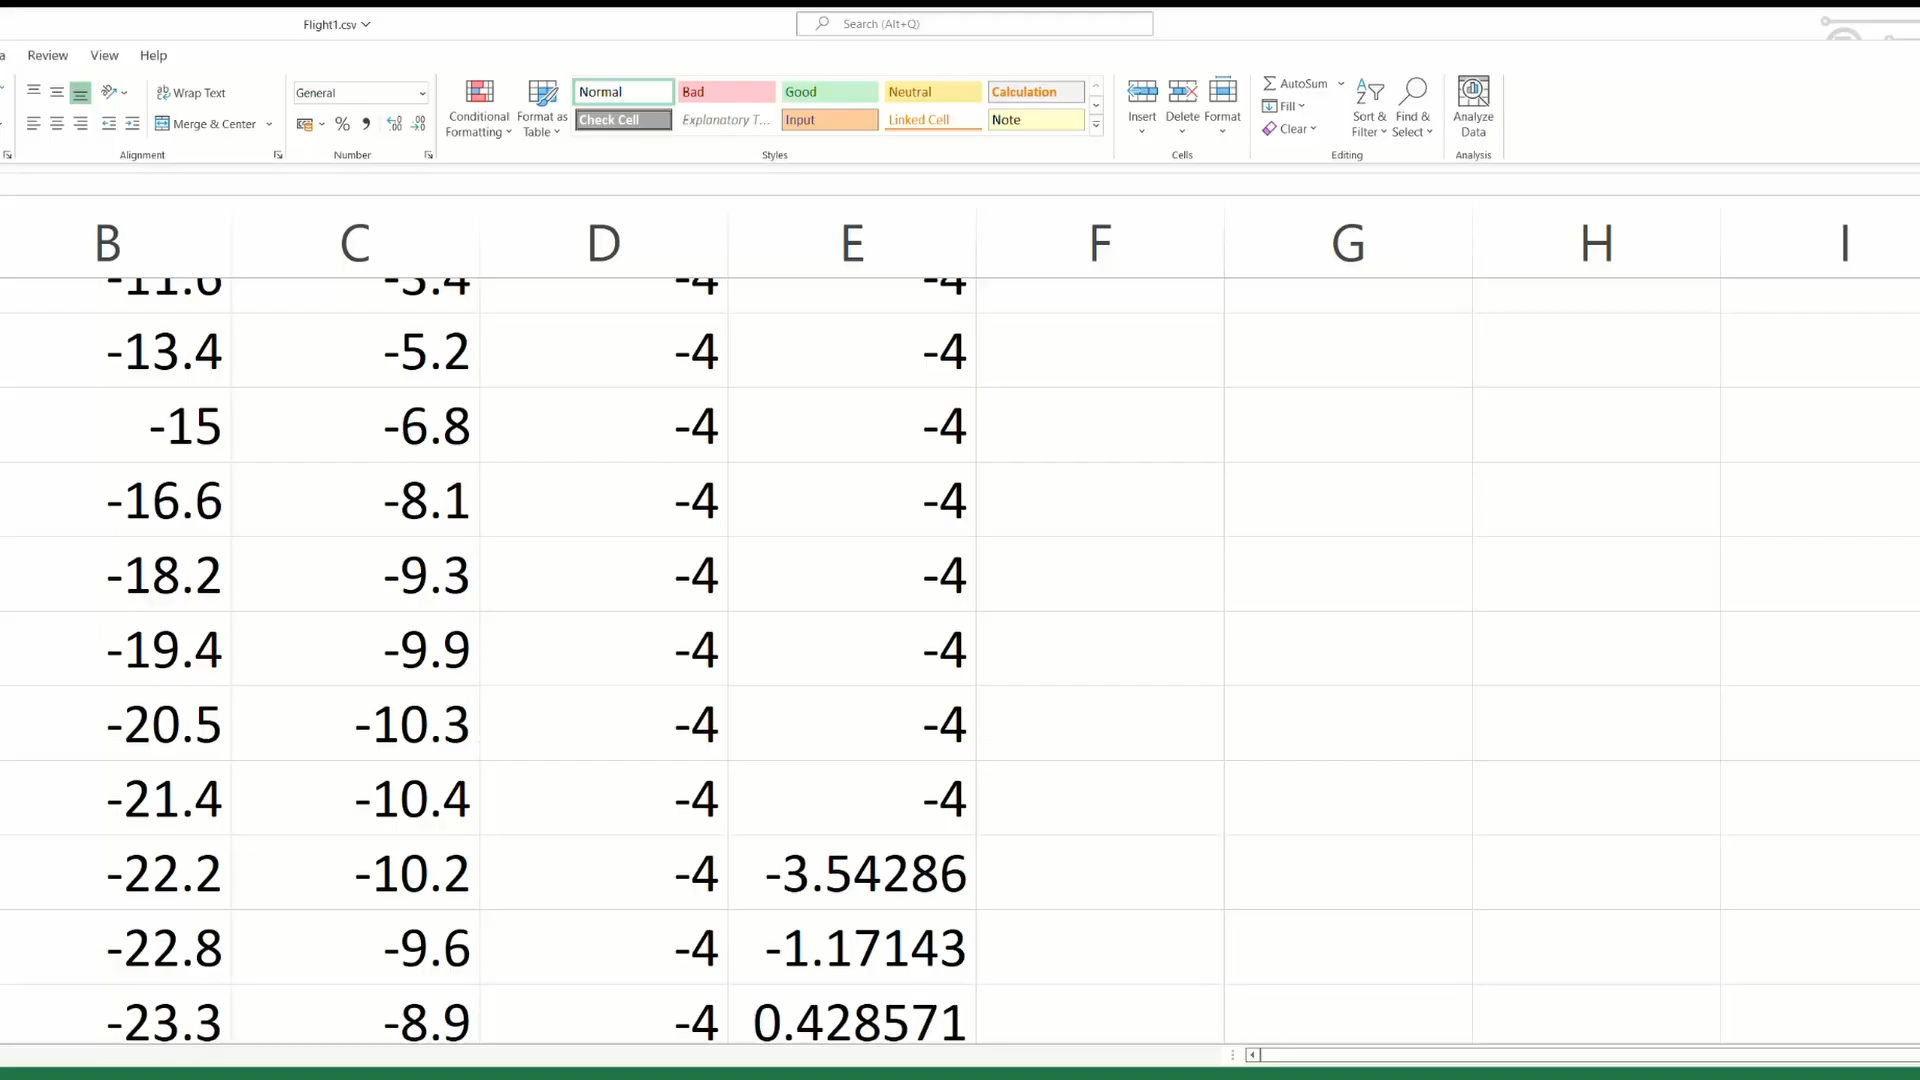 Flight1.csv
Search (Alt+Q)
a Review View Help
Wrap Text
Merge & Center
Alignment
General
%
Number
Conditional Formatting
Format as Table
Normal Bad Good Neutral Calculation
Check Cell Explanatory T... Input Linked Cell Note
Styles
Insert Delete Format
Cells
AutoSum
Fill
Clear
Sort & Filter
Find & Select
Editing
Analyze Data
Analysis
B C D E F G H I
-11.6 -3.4 -4 -4
-13.4 -5.2 -4 -4
-15 -6.8 -4 -4
-16.6 -8.1 -4 -4
-18.2 -9.3 -4 -4
-19.4 -9.9 -4 -4
-20.5 -10.3 -4 -4
-21.4 -10.4 -4 -4
-22.2 -10.2 -4 -3.54286
-22.8 -9.6 -4 -1.17143
-23.3 -8.9 -4 0.428571